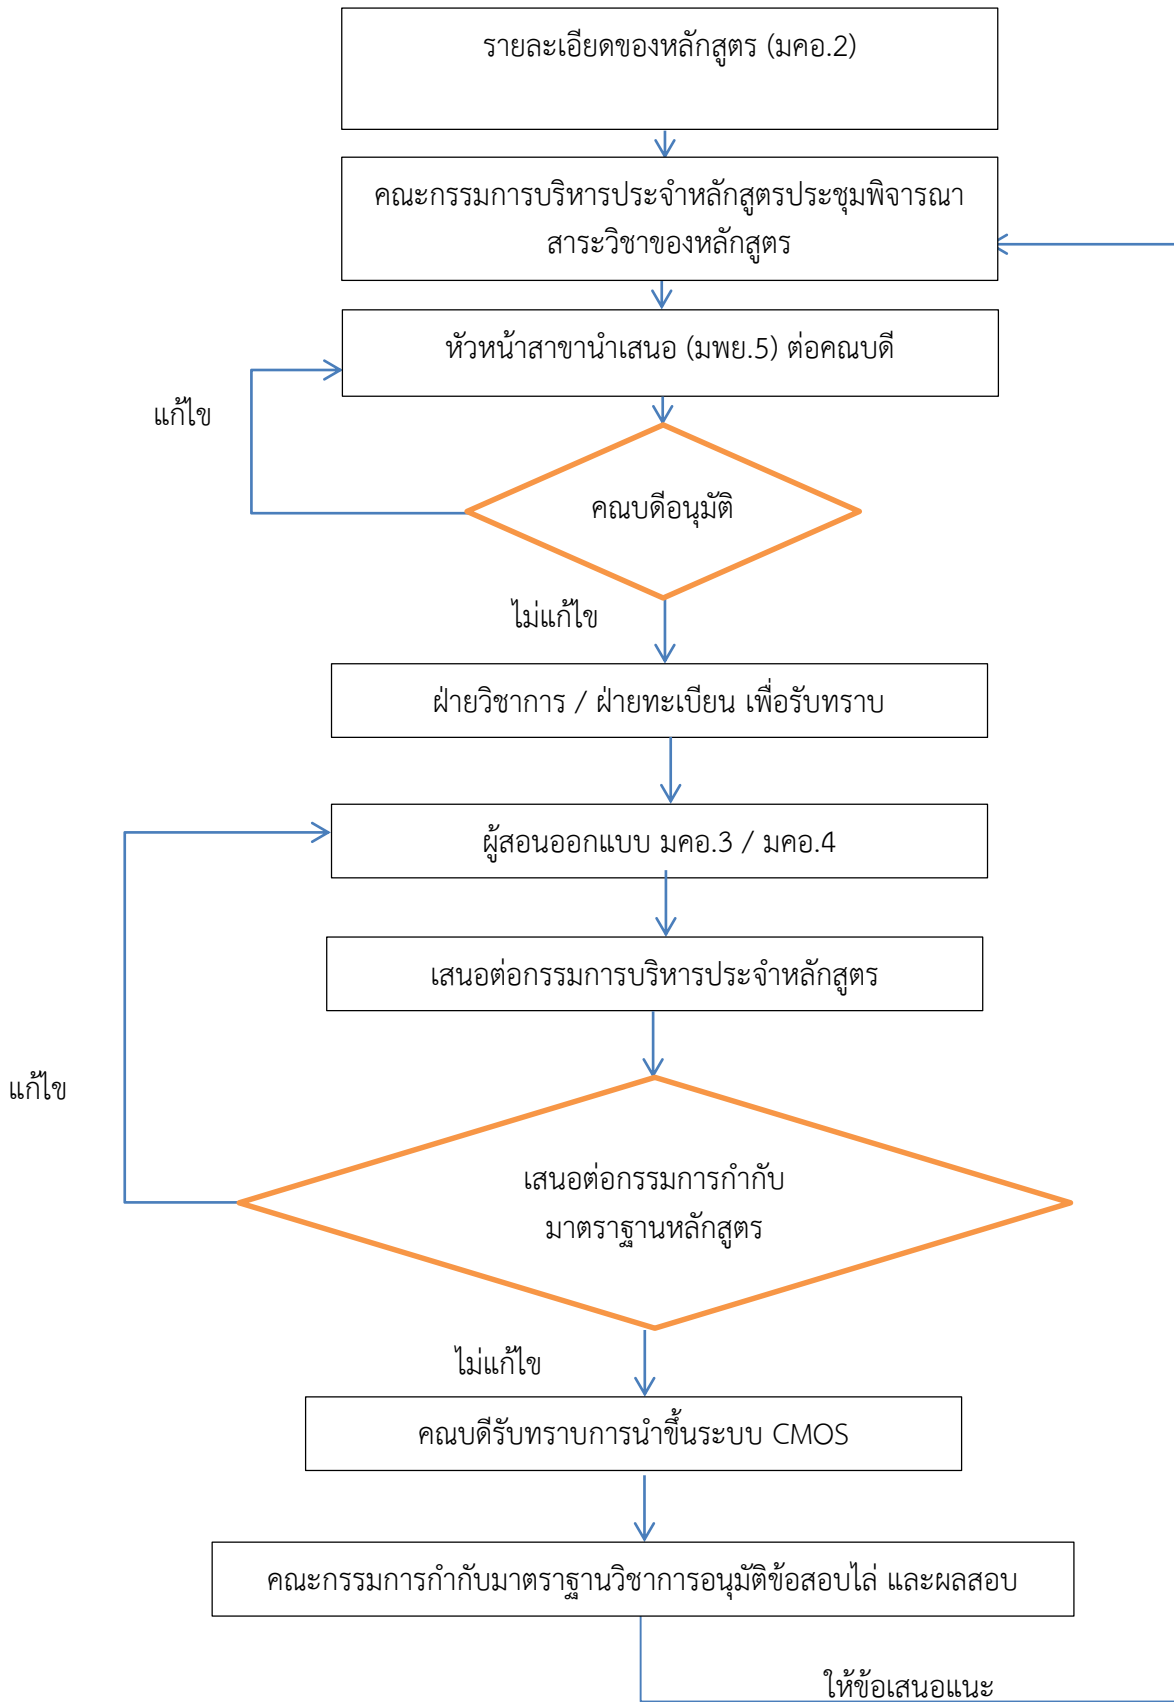 รายละเอียดของหลักสูตร (มคอ.2)
คณะกรรมการบริหารประจำหลักสูตรประชุมพิจารณา
สาระวิชาของหลักสูตร
หัวหน้าสาขานำเสนอ (มพย.5) ต่อคณบดี
แก้ไข
คณบดีอนุมัติ
ไม่แก้ไข
ฝ่ายวิชาการ / ฝ่ายทะเบียน เพื่อรับทราบ
ผู้สอนออกแบบ มคอ.3 / มคอ.4
เสนอต่อกรรมการบริหารประจำหลักสูตร
แก้ไข
เสนอต่อกรรมการกำกับ
มาตราฐานหลักสูตร
ไม่แก้ไข
คณบดีรับทราบการนำขึ้นระบบ CMOS
คณะกรรมการกำกับมาตราฐานวิชาการอนุมัติข้อสอบไล่ และผลสอบ
ให้ข้อเสนอแนะ